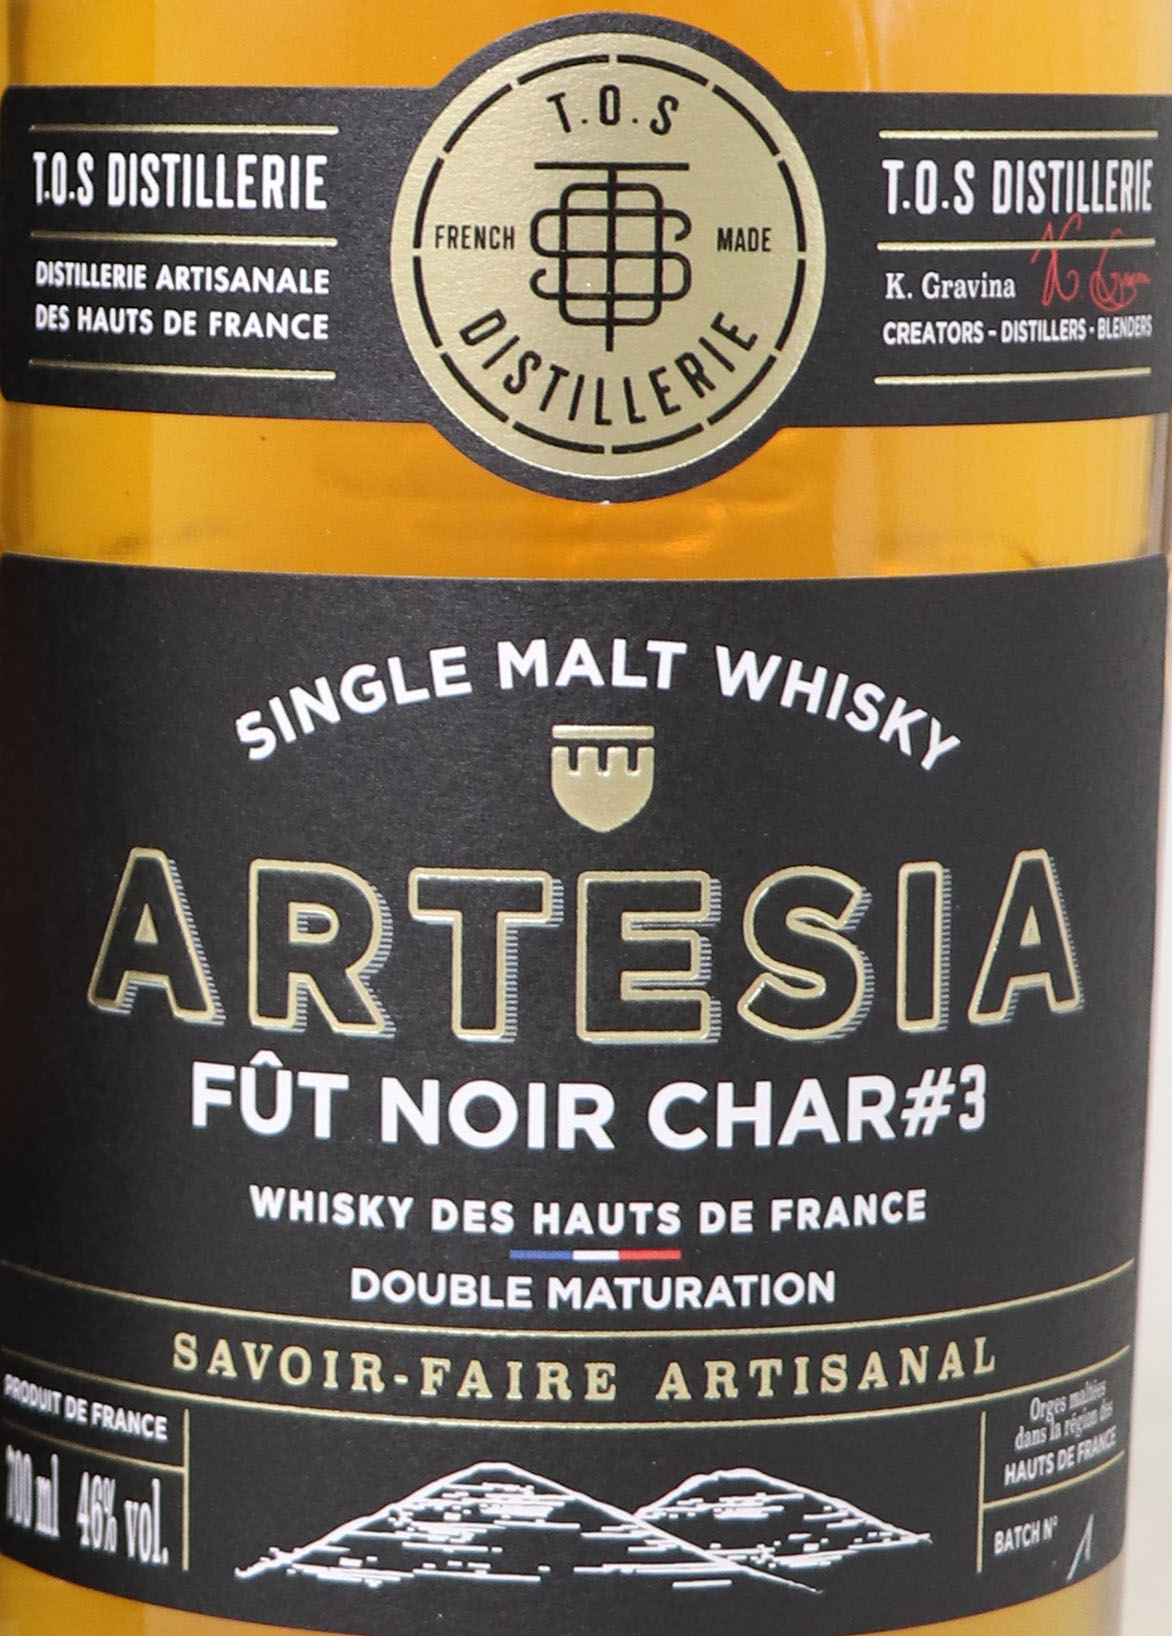 T.O.S DISTILLERIE
DISTILLERIE ARTISANALE
DES HAUTS DE FRANCE
T.O.S
FRENCH MADE
DISTILLERIE
T.O.S DISTILLERIE
K. Gravina
CREATORS - DISTILLERS - BLENDERS
SINGLE MALT WHISKY
ARTESIA
FÛT NOIR CHAR#3
WHISKY DES HAUTS DE FRANCE
DOUBLE MATURATION
SAVOIR-FAIRE ARTISANAL
PRODUIT DE FRANCE
700 ml 46% vol.
Orges maltées
dans la région des
HAUTS DE FRANCE
BATCH N° 1